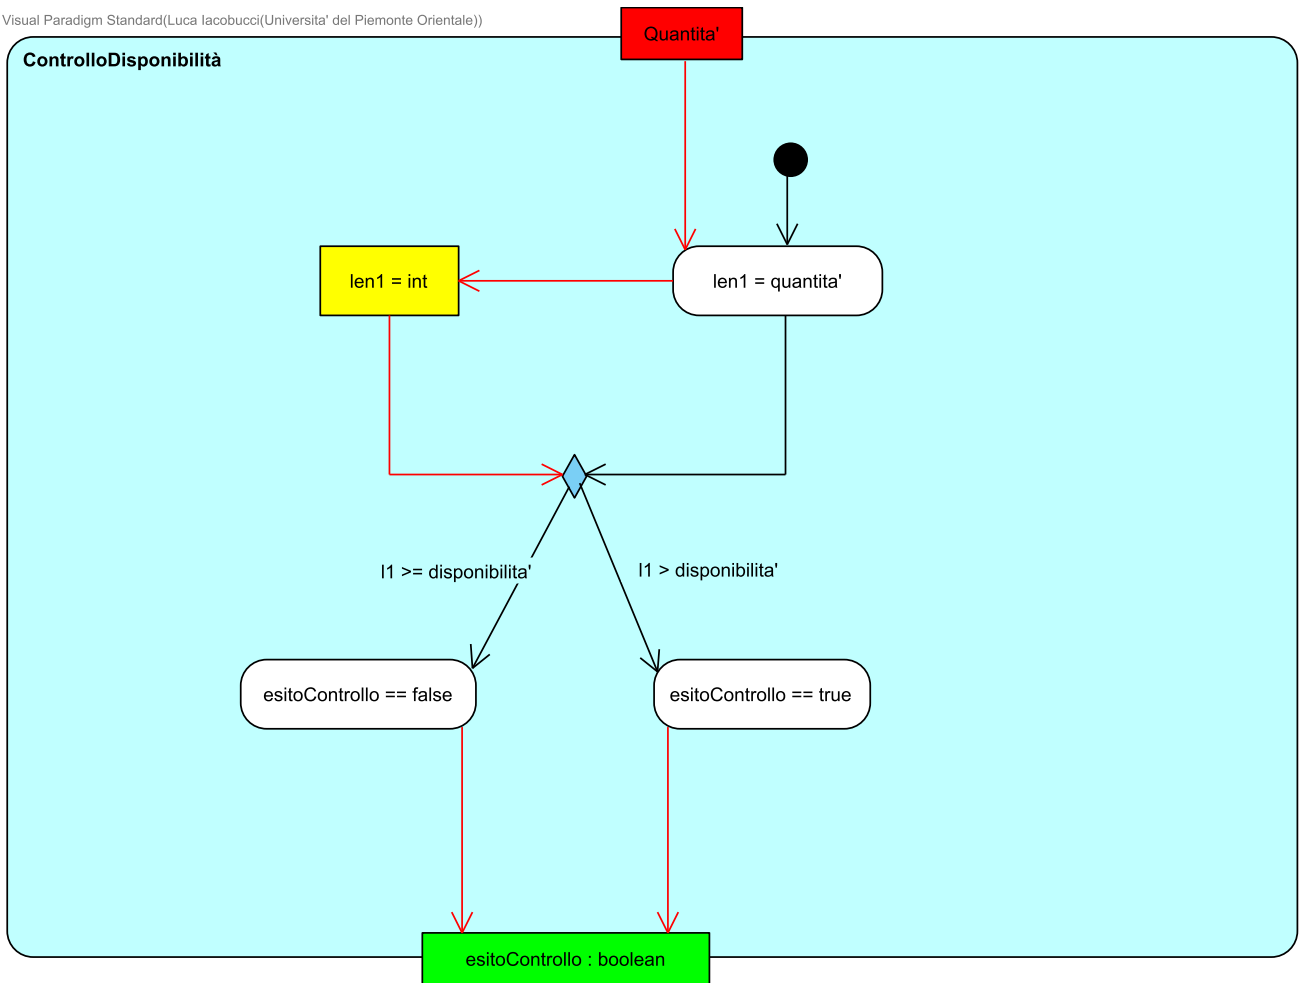 Visual Paradigm Standard(Luca Iacobucci(Universita' del Piemonte Orientale))
Quantita'
ControlloDisponibilità
len1 = int
len1 = quantita'
l1 >= disponibilita'
l1 > disponibilita'
esitoControllo == false
esitoControllo == true
esitoControllo : boolean